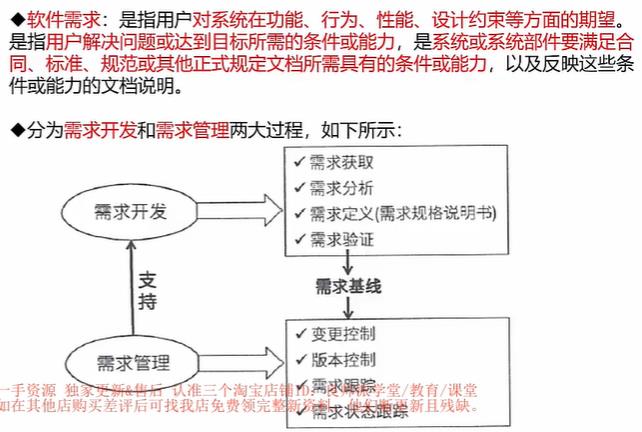 ◆软件需求：是指用户对系统在功能、行为、性能、设计约束等方面的期望。
是指用户解决问题或达到目标所需的条件或能力，是系统或系统部件要满足合
同、标准、规范或其他正式规定文档所需具有的条件或能力，以及反映这些条
件或能力的文档说明。
◆分为需求开发和需求管理两大过程，如下所示：
✓需求获取
✓需求分析
需求开发
✓需求定义(需求规格说明书)
✓需求验证
支持
需求基线
✓变更控制
需求管理
✓版本控制
✓需求跟踪
一手资源 独家更新&售后 认准三个淘宝店铺ID：
学堂/教育/课堂
✓需求状态跟踪
如在其他店购买差评后可找我店免费领完整新资料
更新且残缺。